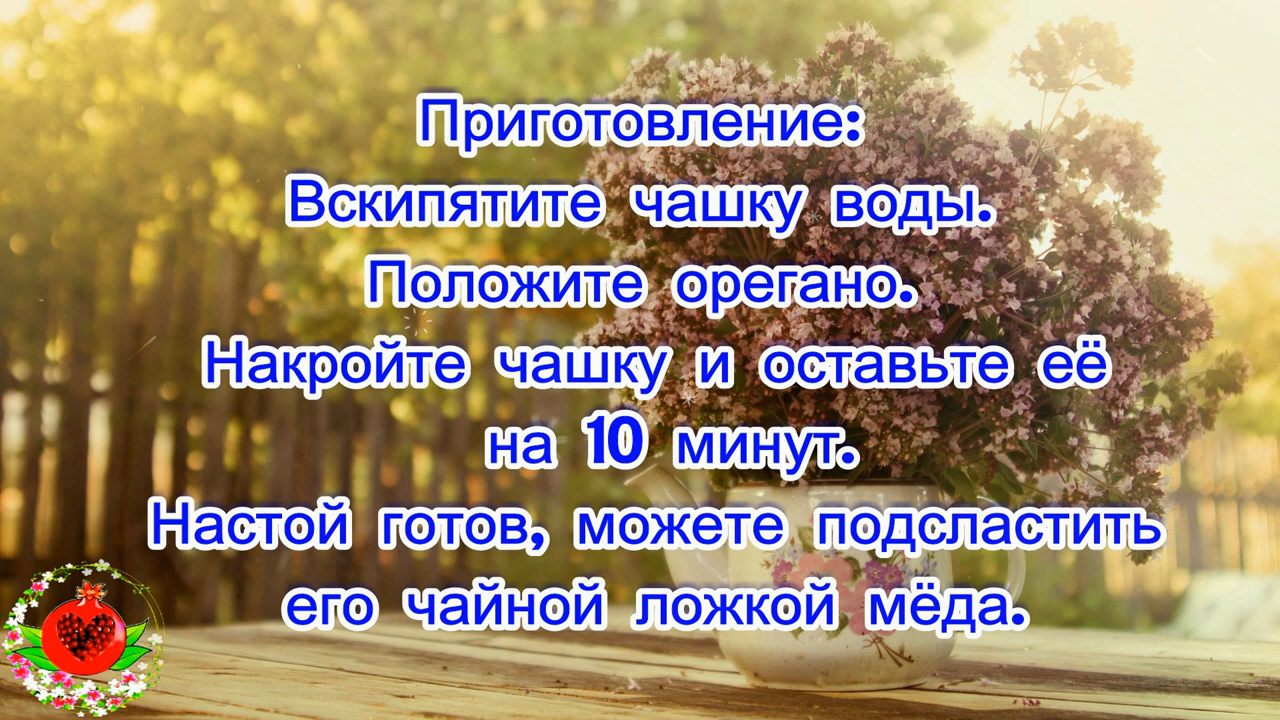 Приготовление:
Вскипятите чашку воды.
Положите орегано.
Накройте чашку и оставьте её
на 10 минут.
Настой готов, можете подсластить
его чайной ложкой мёда.